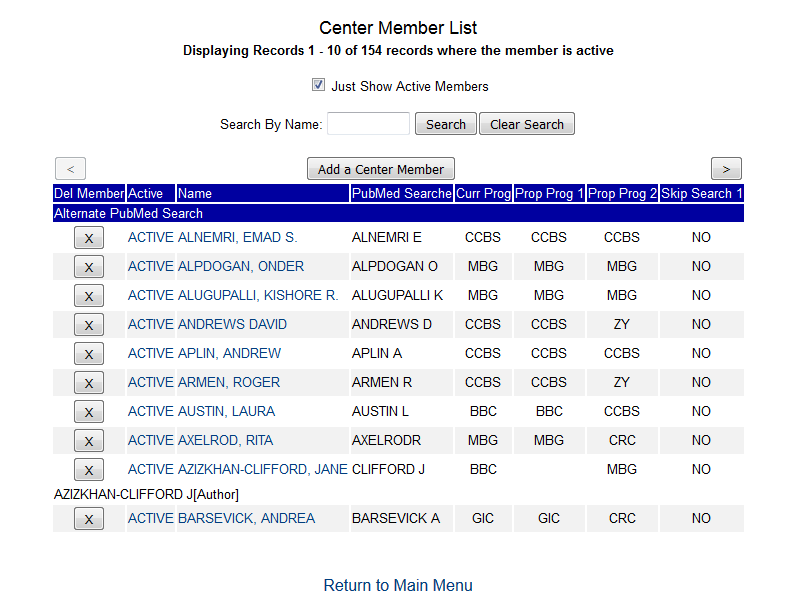 Center Member List
Displaying Records 1 - 10 of 154 records where the member is active
Just Show Active Members
Search By Name: Search Clear Search
< Add a Center Member >
Del Member Active Name PubMed Searche Curr Prog Prop Prog 1 Prop Prog 2 Skip Search 1
Alternate PubMed Search
X ACTIVE ALNEMRI, EMAD S. ALNEMRI E CCBS CCBS CCBS NO
X ACTIVE ALPDOGAN, ONDER ALPDOGAN O MBG MBG MBG NO
X ACTIVE ALUGUPALLI, KISHORE R. ALUGUPALLI K MBG MBG MBG NO
X ACTIVE ANDREWS DAVID ANDREWS D CCBS CCBS ZY NO
X ACTIVE APLIN, ANDREW APLIN A CCBS CCBS CCBS NO
X ACTIVE ARMEN, ROGER ARMEN R CCBS CCBS ZY NO
X ACTIVE AUSTIN, LAURA AUSTIN L BBC BBC CCBS NO
X ACTIVE AXELROD, RITA AXELRODR MBG MBG CRC NO
X ACTIVE AZIZKHAN-CLIFFORD, JANE CLIFFORD J BBC MBG NO
AZIZKHAN-CLIFFORD J[Author]
X ACTIVE BARSEVICK, ANDREA BARSEVICK A GIC GIC CRC NO
Return to Main Menu